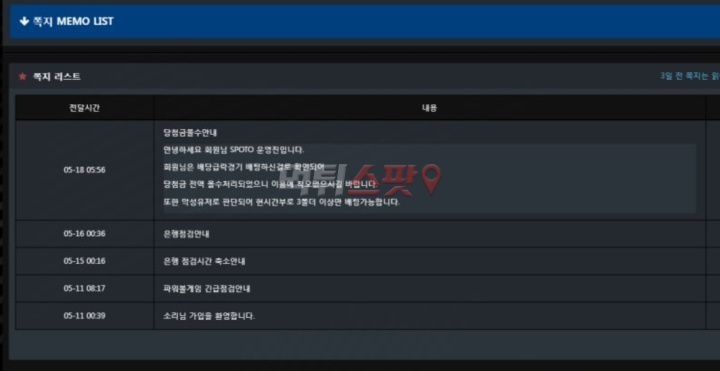 쪽지 MEMO LIST
쪽지 리스트
3일 전 쪽지는 읽
전달시간
내용
당첨금몰수안내
안녕하세요 회원님 SPOTO 운영진입니다.
05-18 05:56
회원님은 배당급락경기 배팅하신걸로 확인되어
당첨금 전액 몰수처리되었으니 이용에 착오없으시길 바랍니다.
또한 악성유저로 판단되어 현시간부로 3폴더 이상만 배팅가능합니다.
먹튀스팟
05-16 00:36
은행점검안내
05-15 00:16
은행 점검시간 축소안내
05-11 08:17
파워볼게임 긴급점검안내
05-11 00:39
소리님 가입을 환영합니다.